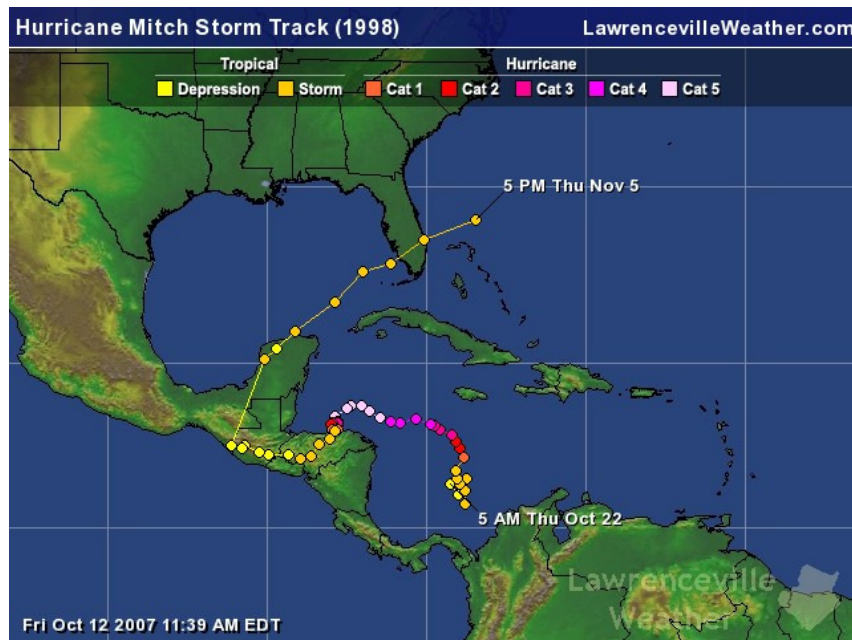 Hurricane Mitch Storm Track (1998) LawrencevilleWeather.com
Tropical Hurricane
Depression Storm Cat 1 Cat 2 Cat 3 Cat 4 Cat 5
5 PM Thu Nov 5
5 AM Thu Oct 22
Lawrenceville
Weather
Fri Oct 12 2007 11:39 AM EDT